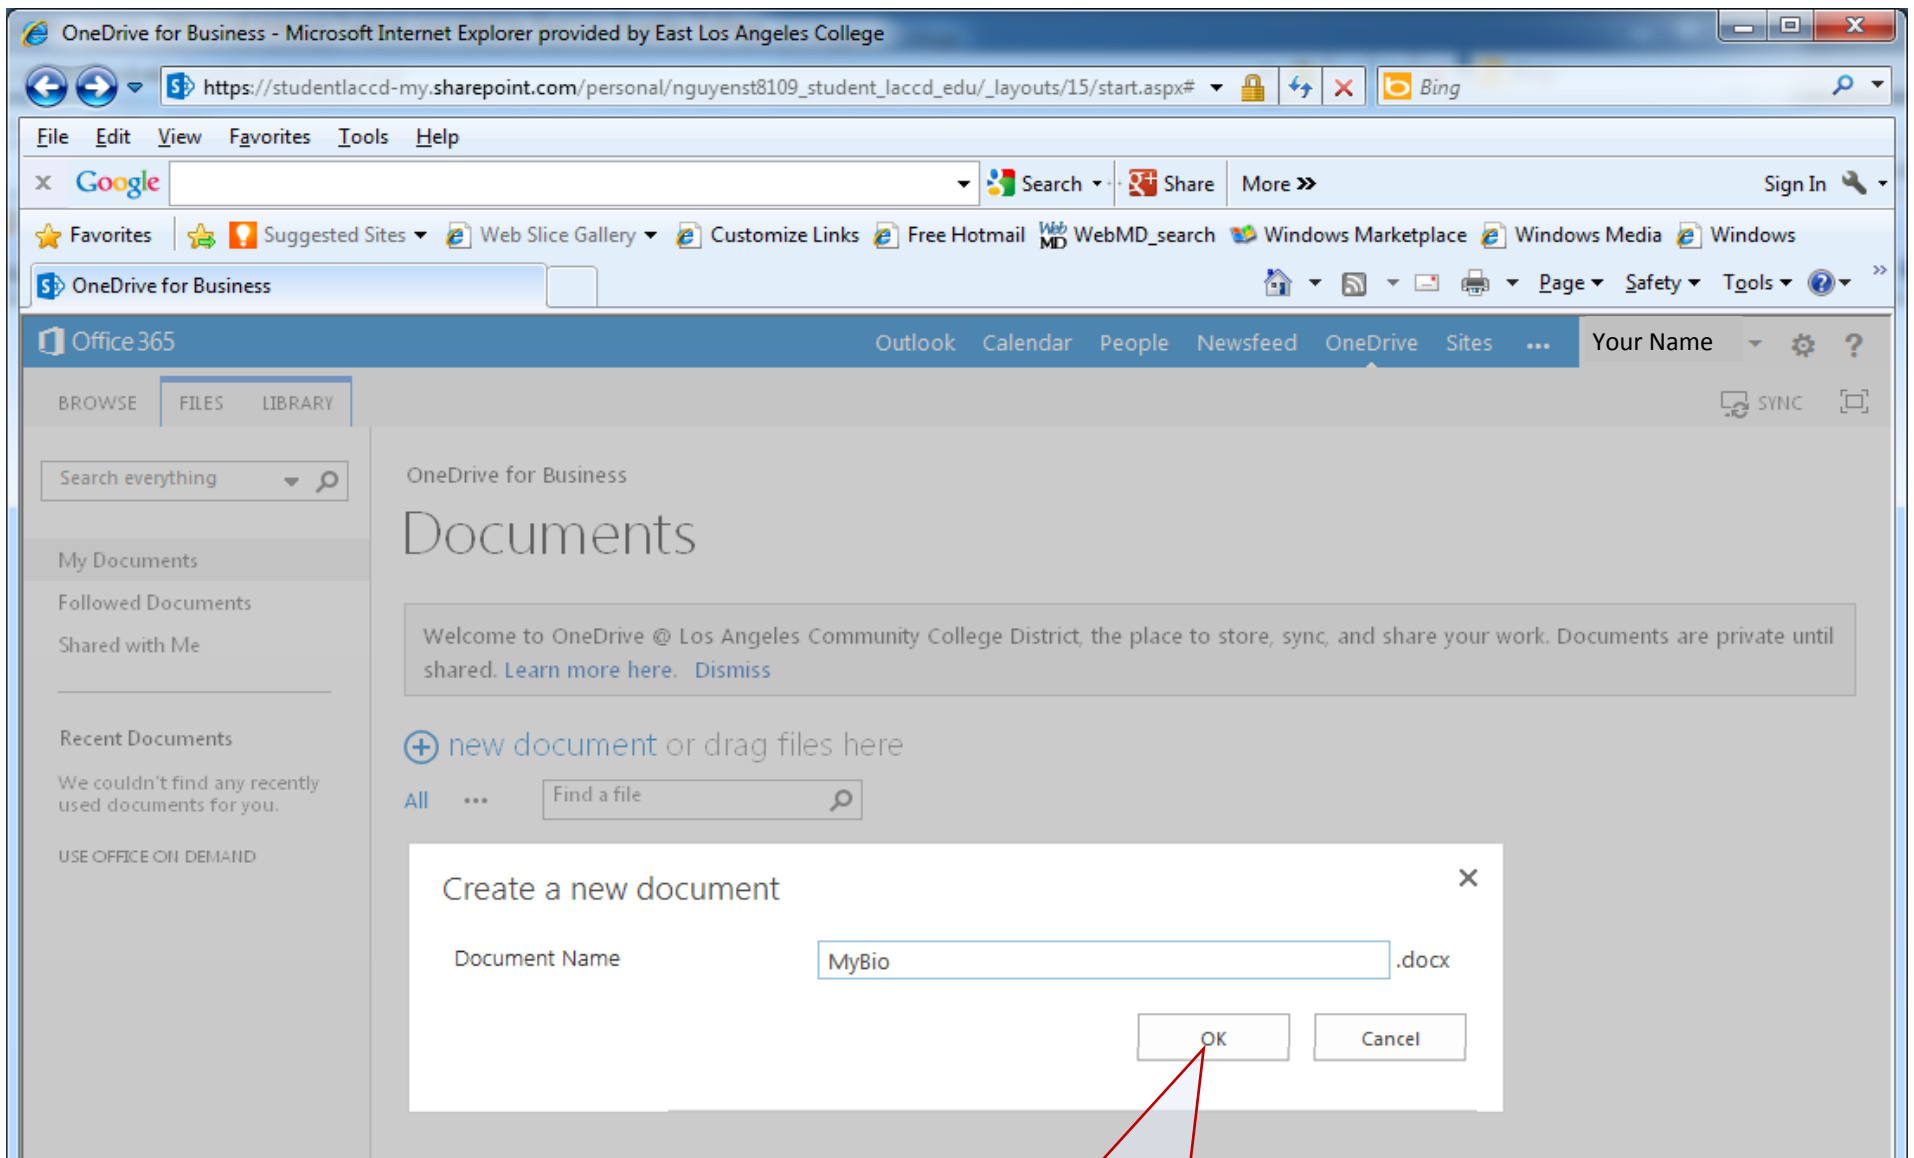 OneDrive for Business - Microsoft Internet Explorer provided by East Los Angeles College
https://studentlaccd-my.sharepoint.com/personal/nguyenst8109_student_laccd_edu/_layouts/15/start.aspx# Bing
File Edit View Favorites Tools Help
x Google Search Share More >> Sign In
Favorites Suggested Sites Web Slice Gallery Customize Links Free Hotmail Web MD WebMD_search Windows Marketplace Windows Media Windows
OneDrive for Business Page Safety Tools
Office 365 Outlook Calendar People Newsfeed OneDrive Sites ... Your Name ?
BROWSE FILES LIBRARY SYNC
Search everything
OneDrive for Business
Documents
My Documents
Followed Documents
Shared with Me
Welcome to OneDrive @ Los Angeles Community College District, the place to store, sync, and share your work. Documents are private until
shared. Learn more here. Dismiss
Recent Documents
We couldn't find any recently
used documents for you.
USE OFFICE ON DEMAND
new document or drag files here
All ... Find a file
Create a new document
Document Name MyBio .docx
OK Cancel